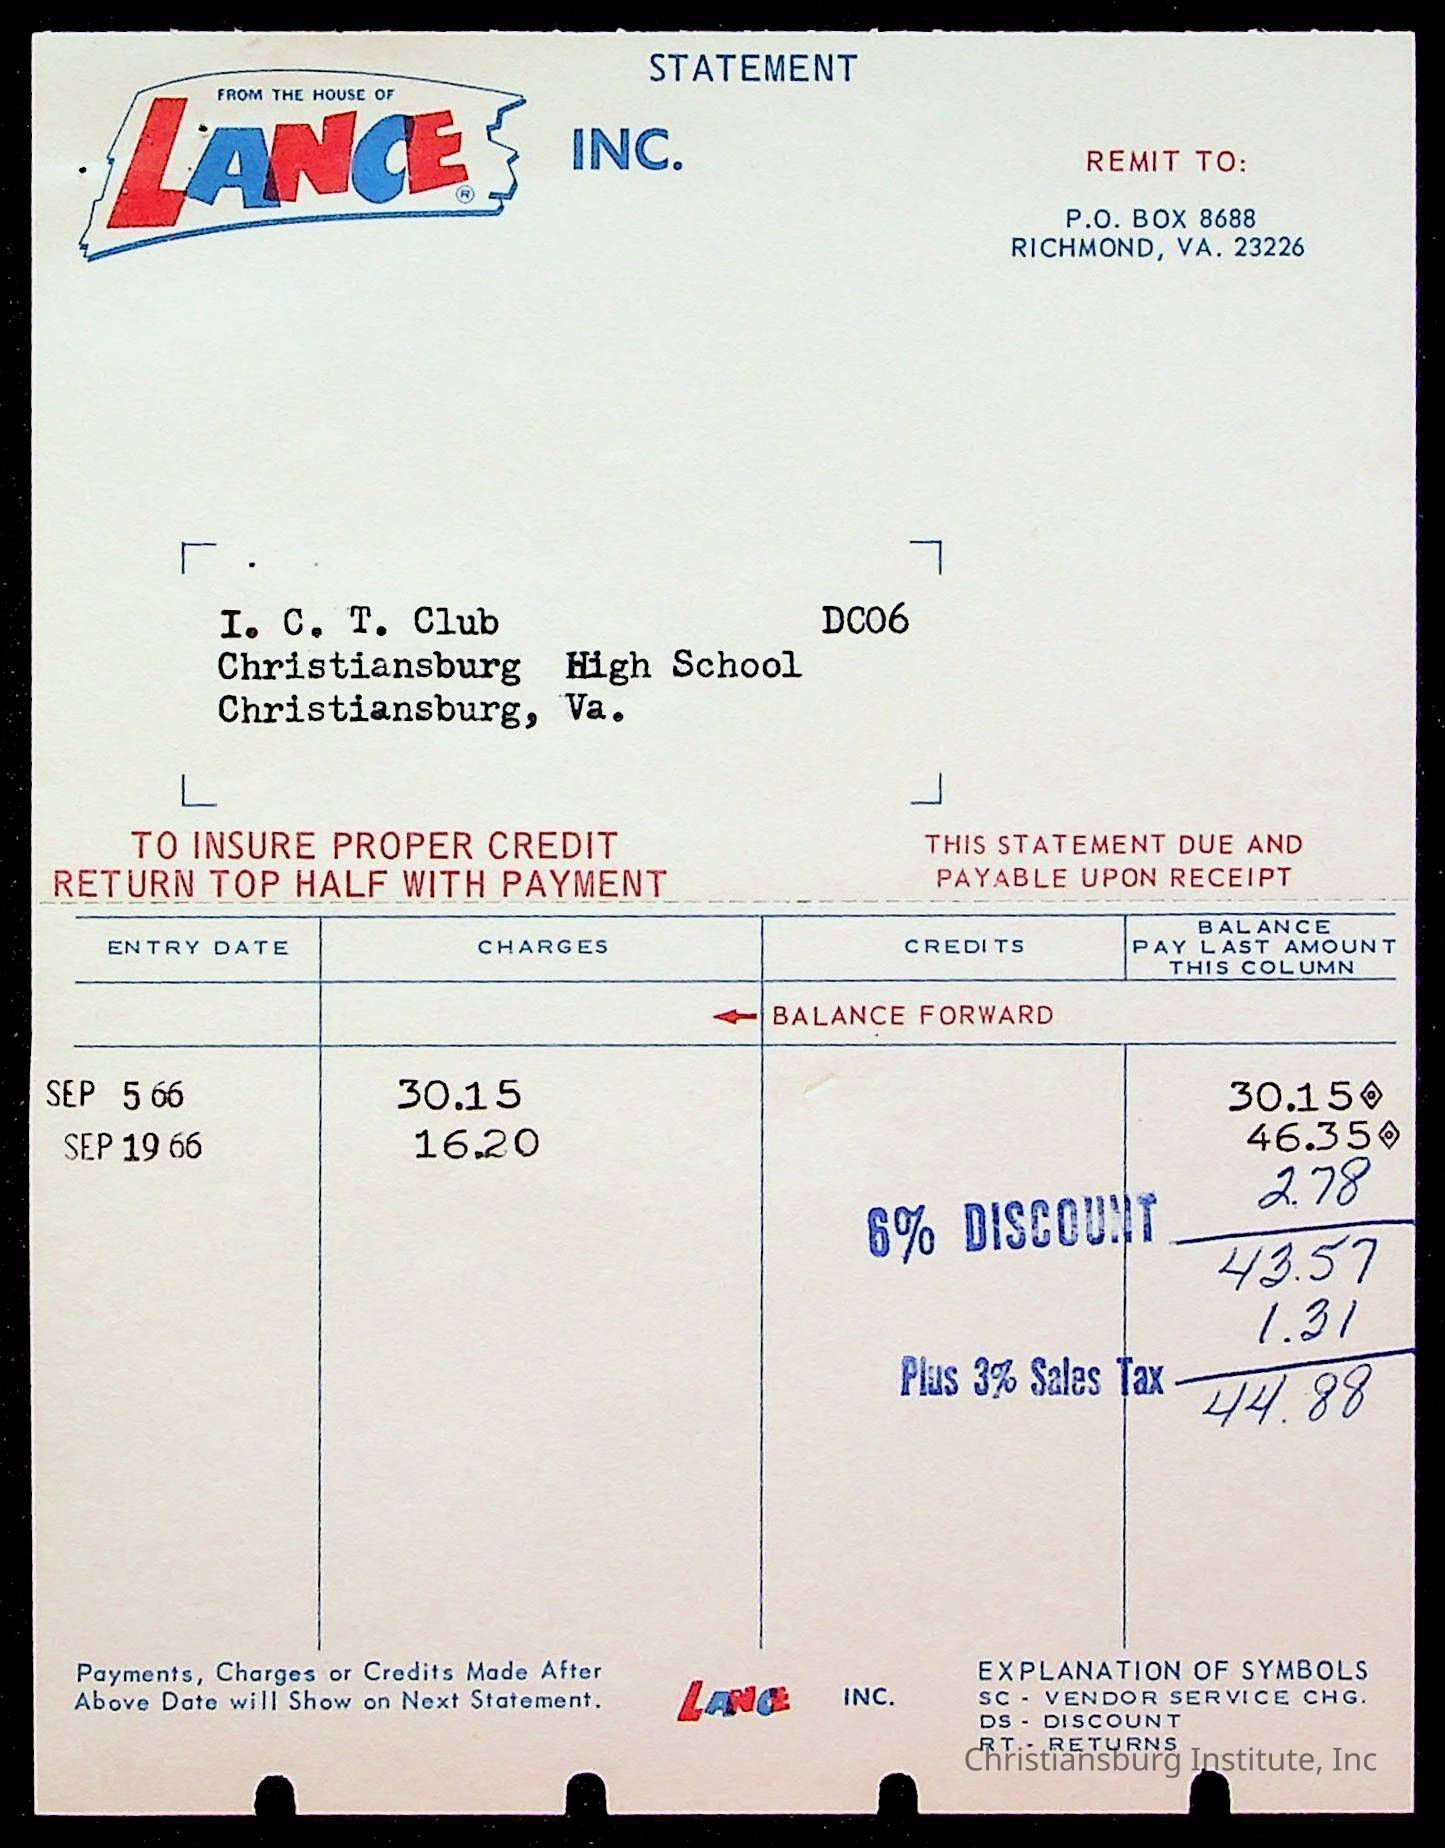 STATEMENT
FROM THE HOUSE OF
LANCE ® INC.
REMIT TO:
P.O. BOX 8688
RICHMOND, VA. 23226
I. C. T. Club DC06
Christiansburg High School
Christiansburg, Va.
TO INSURE PROPER CREDIT
RETURN TOP HALF WITH PAYMENT
THIS STATEMENT DUE AND
PAYABLE UPON RECEIPT
ENTRY DATE CHARGES CREDITS BALANCE
PAY LAST AMOUNT
THIS COLUMN
BALANCE FORWARD
SEP 5 66 30.15 30.15
SEP 19 66 16.20 46.35
2.78
6% DISCOUNT
43.57
1.31
Plus 3% Sales Tax
44.88
Payments, Charges or Credits Made After
Above Date will Show on Next Statement.
LANCE INC.
EXPLANATION OF SYMBOLS
SC - VENDOR SERVICE CHG.
DS - DISCOUNT
RT - RETURNS
Christiansburg Institute, Inc